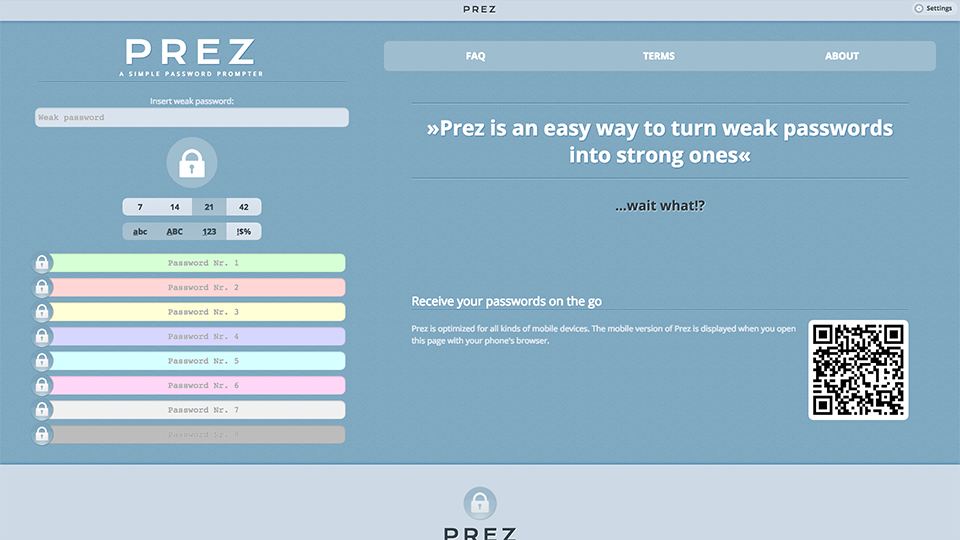 PREZ
Settings
PREZ
A SIMPLE PASSWORD PROMPTER
Insert weak password:
Weak password
7 14 21 42
abc ABC 123 !$%
Password Nr. 1
Password Nr. 2
Password Nr. 3
Password Nr. 4
Password Nr. 5
Password Nr. 6
Password Nr. 7
Password Nr. 8
FAQ TERMS ABOUT
»Prez is an easy way to turn weak passwords
into strong ones«
...wait what!?
Receive your passwords on the go
Prez is optimized for all kinds of mobile devices. The mobile version of Prez is displayed when you open
this page with your phone's browser.
PREZ